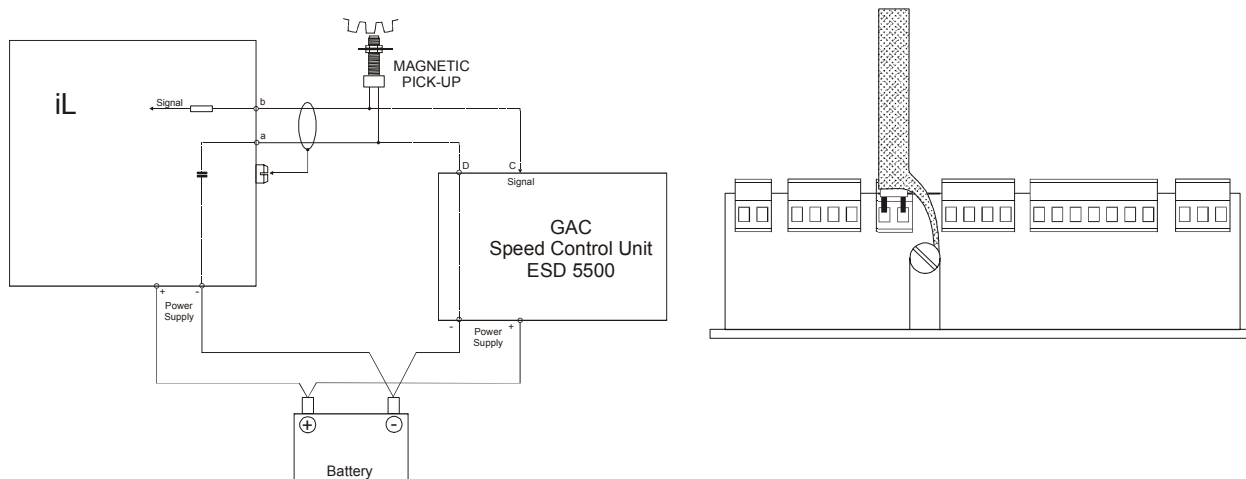 MAGNETIC
PICK-UP
iL
Signal
b
a
D
C
Signal
GAC
Speed Control Unit
ESD 5500
+
-
Power
Supply
-
Power
Supply
+
+
-
Battery